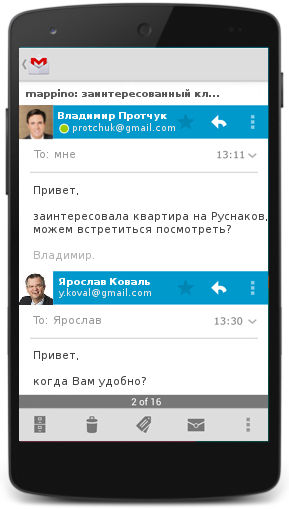 mappino: заинтересованный кл...
Владимир Протчук
protchuk@gmail.com
To: мне
13:11
Привет,
заинтересовала квартира на Руснаков,
можем встретиться посмотреть?
Владимир.
Ярослав Коваль
y.koval@gmail.com
To: Ярослав
13:30
Привет,
когда Вам удобно?
2 of 16